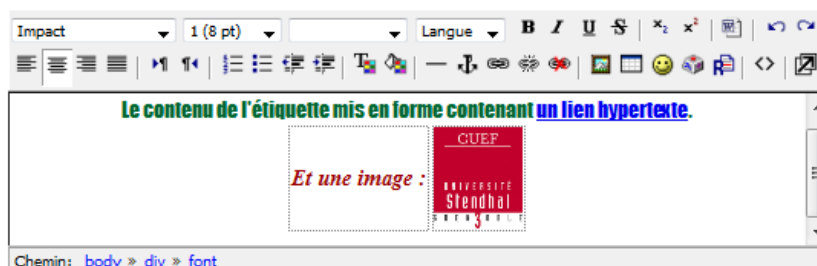 Impact 1 (8 pt) Langue B I U S x₂ x²
Le contenu de l'étiquette mis en forme contenant un lien hypertexte.
CUEF
Et une image :
UNIVERSITÉ
Stendhal
Chemin: body » div » font